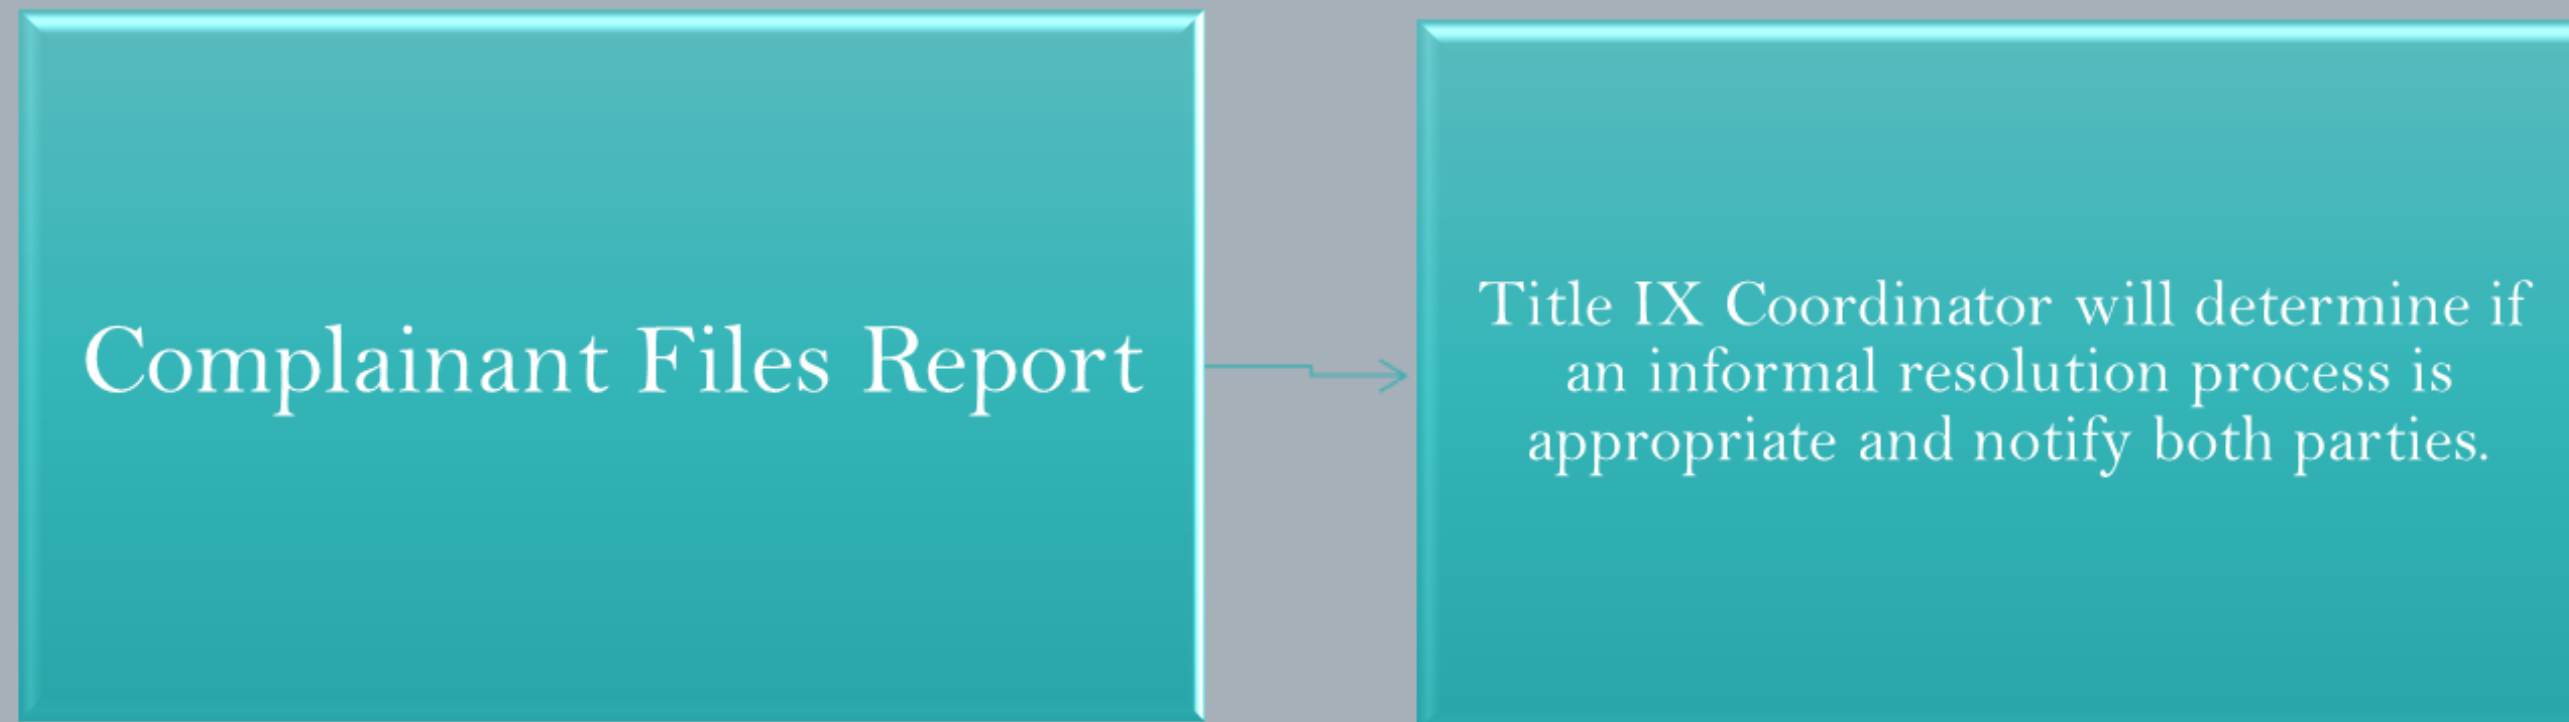 Complainant Files Report
Title IX Coordinator will determine if
an informal resolution process is
appropriate and notify both parties.